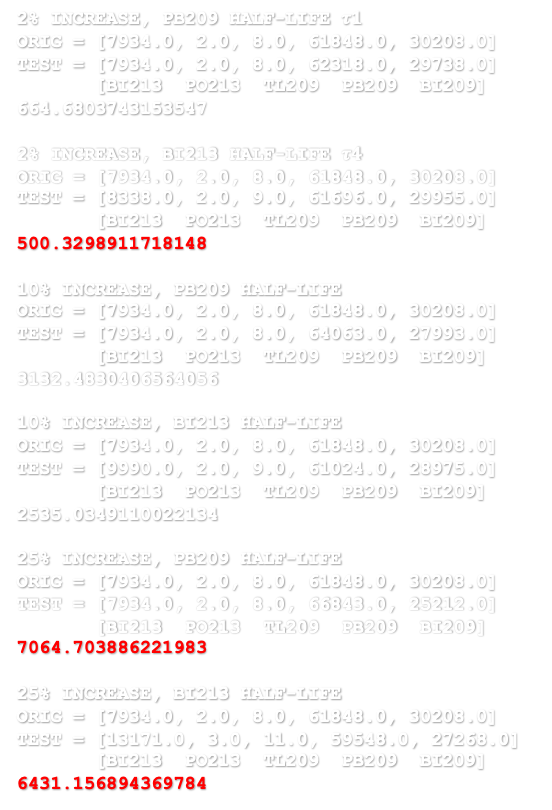 2% INCREASE, PB209 HALF-LIFE r1
ORIG = [7934.0, 2.0, 8.0, 61848.0, 30208.0]
TEST = [7934.0, 2.0, 8.0, 62318.0, 29738.0]
[BI213 PO213 TL209 PB209 BI209]
664.6803743153547
2% INCREASE, BI213 HALF-LIFE r4
ORIG = [7934.0, 2.0, 8.0, 61848.0, 30208.0]
TEST = [8338.0, 2.0, 9.0, 61696.0, 29955.0]
[BI213 PO213 TL209 PB209 BI209]
500.3298911718148
10% INCREASE, PB209 HALF-LIFE
ORIG = [7934.0, 2.0, 8.0, 61848.0, 30208.0]
TEST = [7934.0, 2.0, 8.0, 64063.0, 27993.0]
[BI213 PO213 TL209 PB209 BI209]
3132.4830406564056
10% INCREASE, BI213 HALF-LIFE
ORIG = [7934.0, 2.0, 8.0, 61848.0, 30208.0]
TEST = [9990.0, 2.0, 9.0, 61024.0, 28975.0]
[BI213 PO213 TL209 PB209 BI209]
2535.0349110022134
25% INCREASE, PB209 HALF-LIFE
ORIG = [7934.0, 2.0, 8.0, 61848.0, 30208.0]
TEST = [7934.0, 2.0, 8.0, 66843.0, 25212.0]
[BI213 PO213 TL209 PB209 BI209]
7064.703886221983
25% INCREASE, BI213 HALF-LIFE
ORIG = [7934.0, 2.0, 8.0, 61848.0, 30208.0]
TEST = [13171.0, 3.0, 11.0, 59548.0, 27268.0]
[BI213 PO213 TL209 PB209 BI209]
6431.156894369784